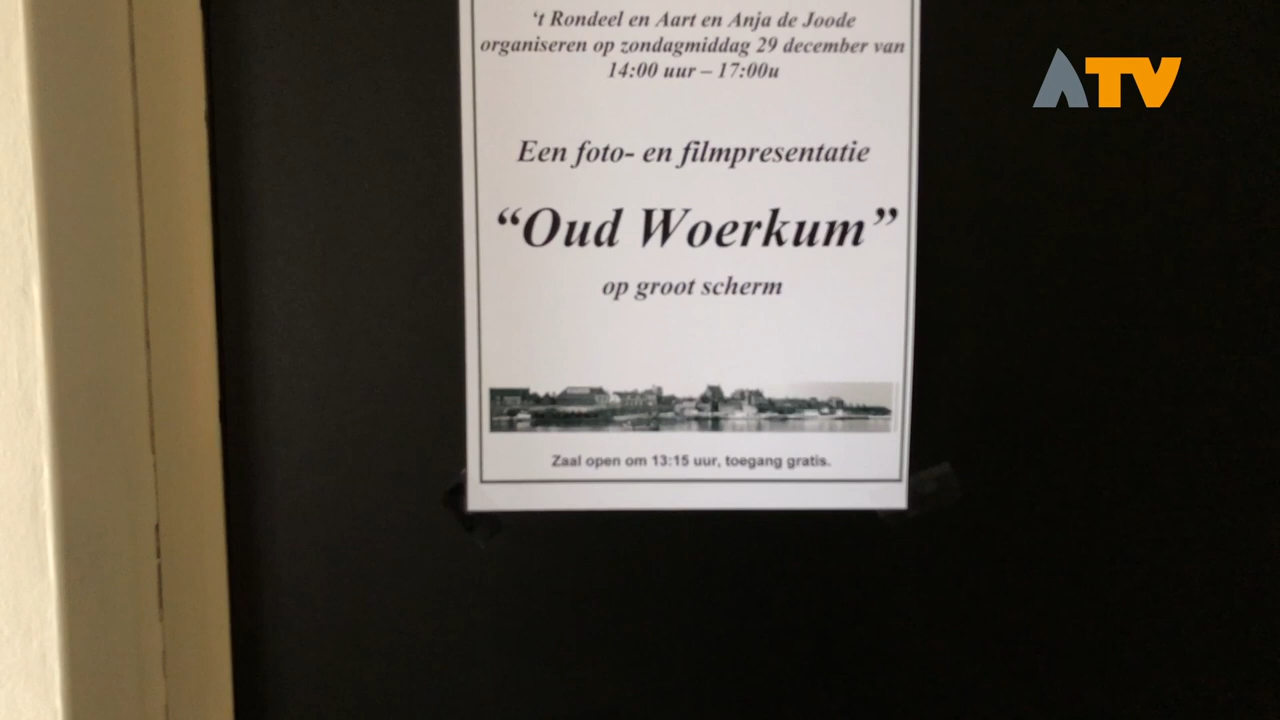 ‘t Rondeel en Aart en Anja de Joode
organiseren op zondagmiddag 29 december van
14:00 uur – 17:00u
Een foto- en filmpresentatie
“Oud Woerkum”
op groot scherm
Zaal open om 13:15 uur, toegang gratis.
ATV